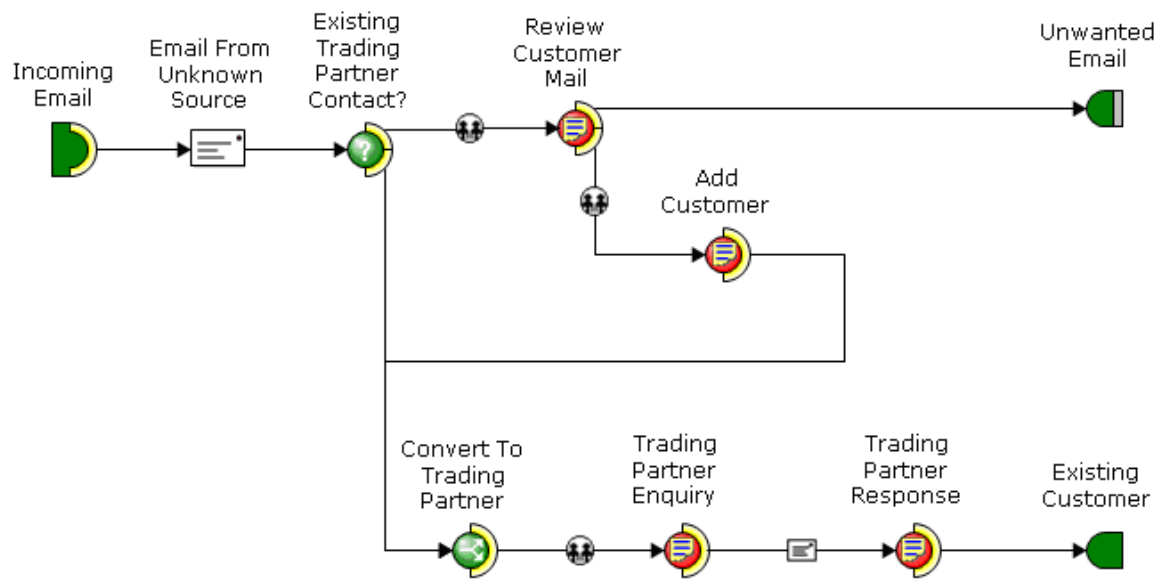 Incoming
Email
Email From
Unknown
Source
Existing
Trading
Partner
Contact?
?
Review
Customer
Mail
Unwanted
Email
Add
Customer
Convert To
Trading
Partner
Trading
Partner
Enquiry
Trading
Partner
Response
Existing
Customer